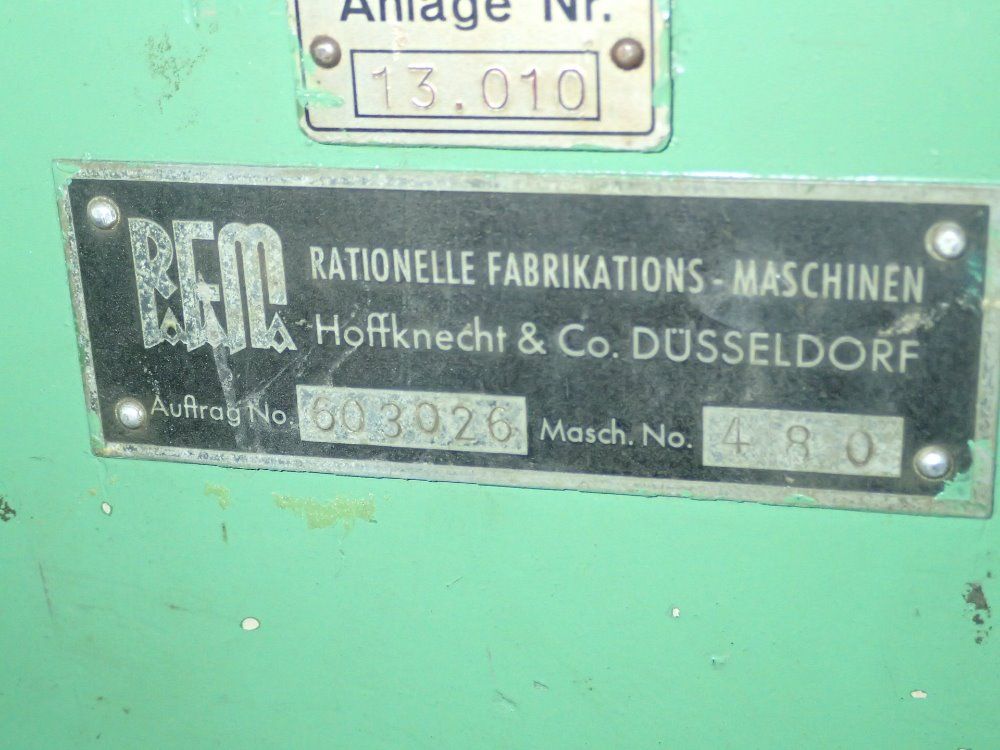 Anlage Nr.
13.010
RFM
RATIONELLE FABRIKATIONS - MASCHINEN
Hoffknecht & Co. DÜSSELDORF
Auftrag No. 603026 Masch. No. 480